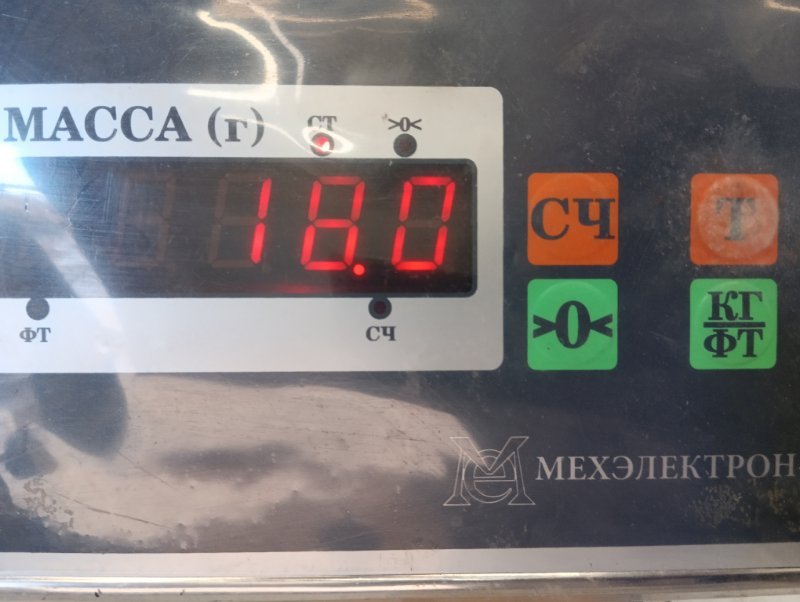 МАССА (г)
СТ
>0<
18.0
ФТ
СЧ
СЧ
Т
>0<
КГ
ФТ
МЕХЭЛЕКТРОН